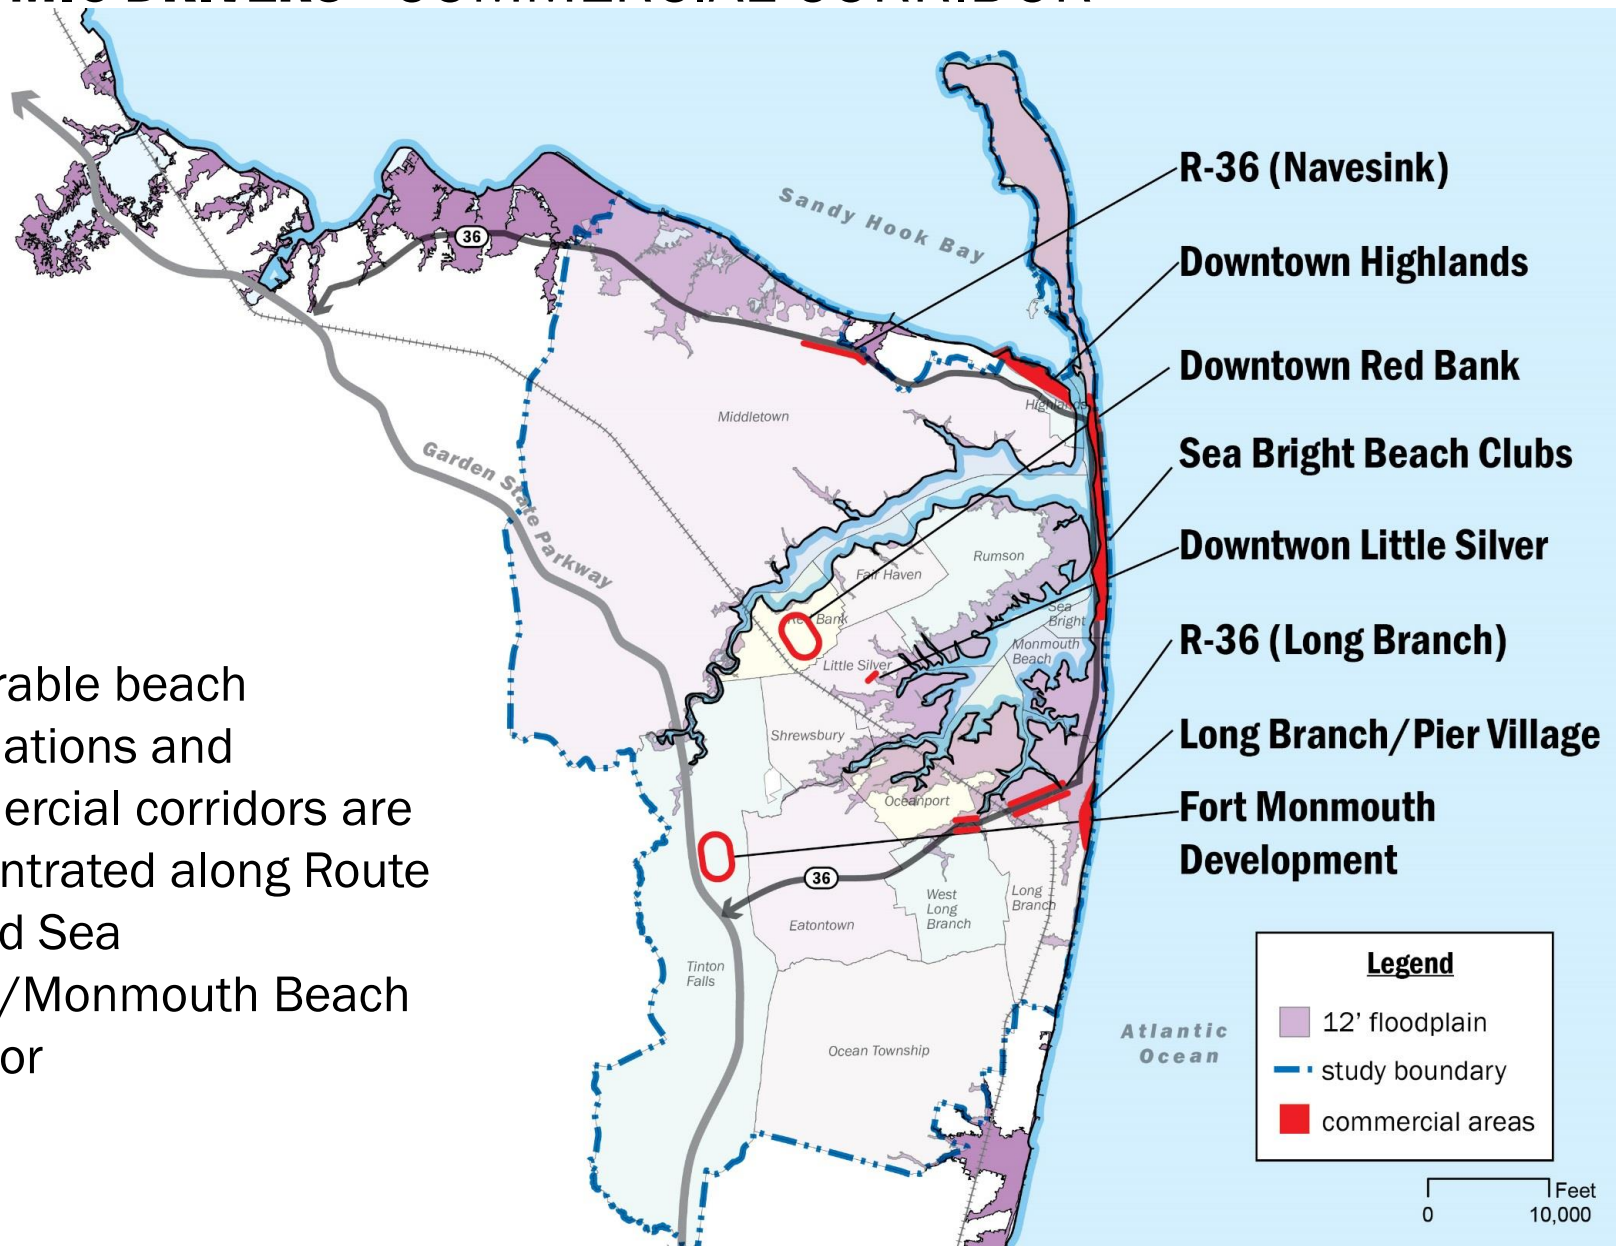 COMMERCIAL CORRIDOR
R-36 (Navesink)
Sandy Hook Bay
36
Downtown Highlands
Downtown Red Bank
Highlands
Middletown
Garden State Parkway
Sea Bright Beach Clubs
Downtwon Little Silver
Rumson
Fair Haven
Sea
Bright
Red Bank
R-36 (Long Branch)
Monmouth
Beach
Little Silver
rable beach
ations and
ercial corridors are
ntrated along Route
d Sea
/Monmouth Beach
or
Shrewsbury
Long Branch/Pier Village
Oceanport
Fort Monmouth
Development
36
West
Long
Branch
Long
Branch
Eatontown
Tinton
Falls
Ocean Township
Atlantic
Ocean
Legend
12’ floodplain
study boundary
commercial areas
Feet
0 10,000